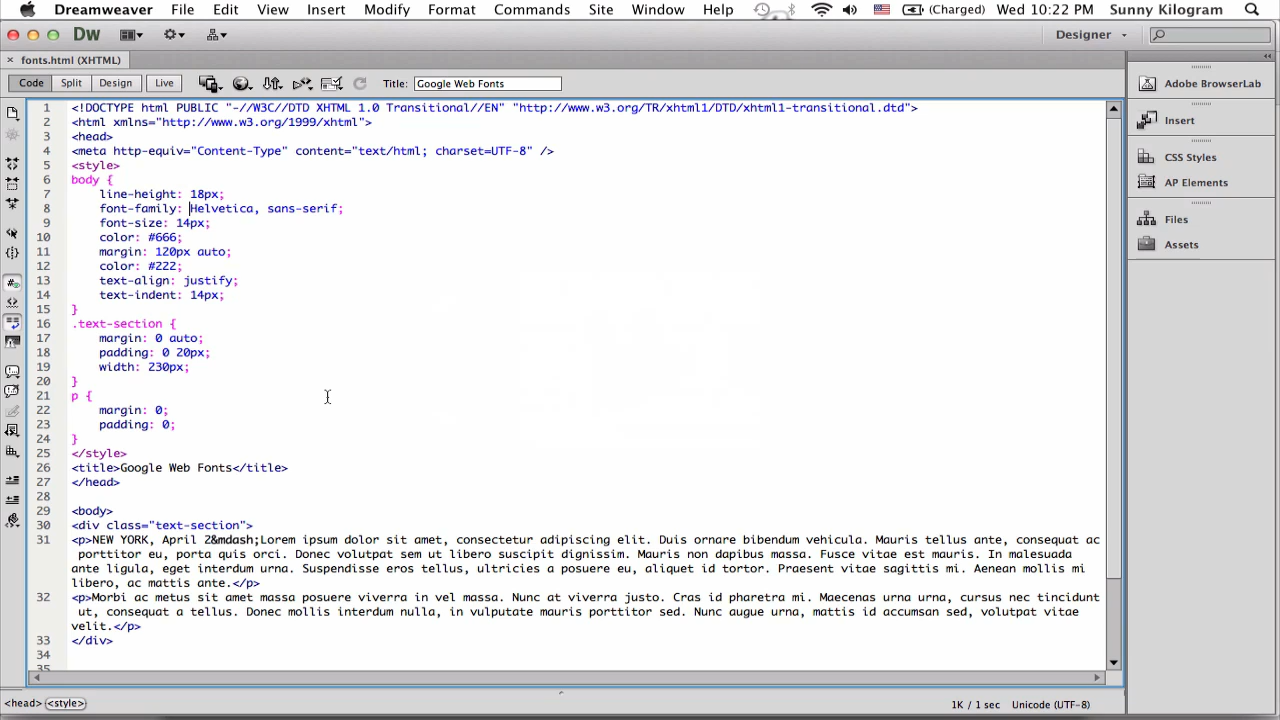 Dreamweaver File Edit View Insert Modify Format Commands Site Window Help (Charged) Wed 10:22 PM Sunny Kilogram
Dw Designer
× fonts.html (XHTML)
Code Split Design Live Title: Google Web Fonts
1 <!DOCTYPE html PUBLIC "-//W3C//DTD XHTML 1.0 Transitional//EN" "http://www.w3.org/TR/xhtml1/DTD/xhtml1-transitional.dtd">
2 <html xmlns="http://www.w3.org/1999/xhtml">
3 <head>
4 <meta http-equiv="Content-Type" content="text/html; charset=UTF-8" />
5 <style>
6 body {
7 line-height: 18px;
8 font-family: Helvetica, sans-serif;
9 font-size: 14px;
10 color: #666;
11 margin: 120px auto;
12 color: #222;
13 text-align: justify;
14 text-indent: 14px;
15 }
16 .text-section {
17 margin: 0 auto;
18 padding: 0 20px;
19 width: 230px;
20 }
21 p {
22 margin: 0;
23 padding: 0;
24 }
25 </style>
26 <title>Google Web Fonts</title>
27 </head>
28
29 <body>
30 <div class="text-section">
31 <p>NEW YORK, April 2&mdash;Lorem ipsum dolor sit amet, consectetur adipiscing elit. Duis ornare bibendum vehicula. Mauris tellus ante, consequat ac
porttitor eu, porta quis orci. Donec volutpat sem ut libero suscipit dignissim. Mauris non dapibus massa. Fusce vitae est mauris. In malesuada
ante ligula, eget interdum urna. Suspendisse eros tellus, ultricies a posuere eu, aliquet id tortor. Praesent vitae sagittis mi. Aenean mollis mi
libero, ac mattis ante.</p>
32 <p>Morbi ac metus sit amet massa posuere viverra in vel massa. Nunc at viverra justo. Cras id pharetra mi. Maecenas urna urna, cursus nec tincidunt
ut, consequat a tellus. Donec mollis interdum nulla, in vulputate mauris porttitor sed. Nunc augue urna, mattis id accumsan sed, volutpat vitae
velit.</p>
33 </div>
34
35
Adobe BrowserLab
Insert
CSS Styles
AP Elements
Files
Assets
<head> <style> 1K / 1 sec Unicode (UTF-8)